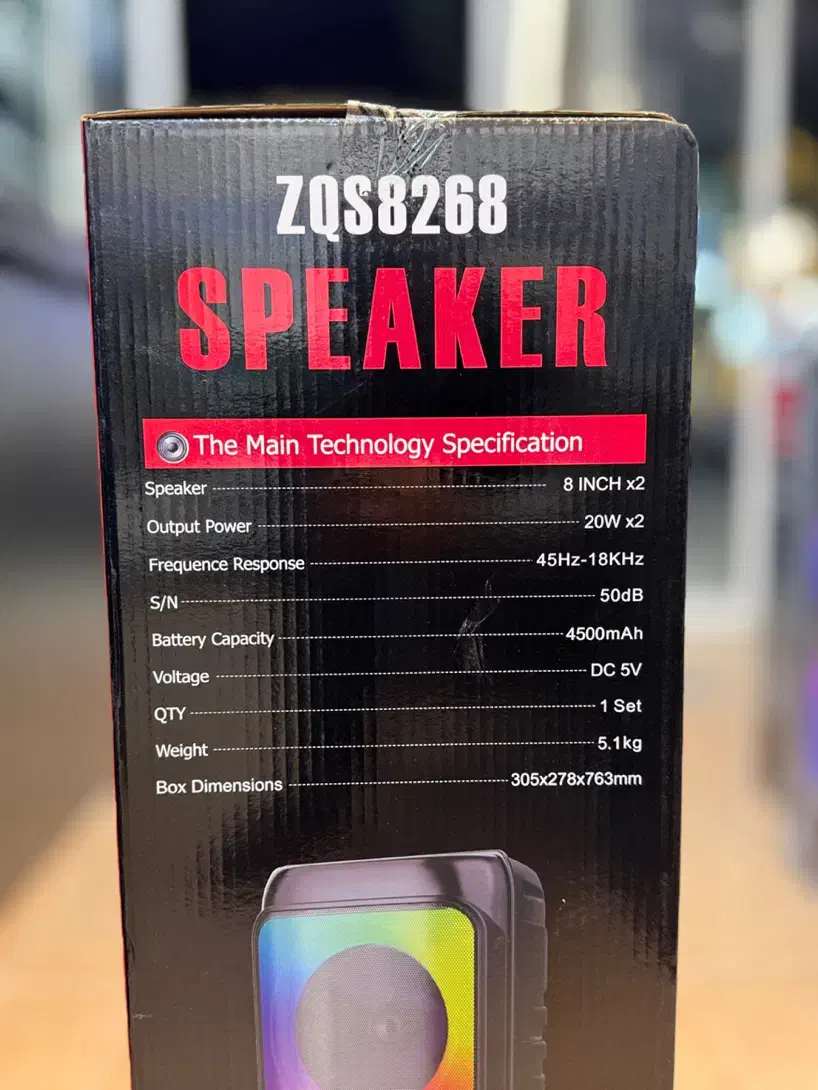 ZQS8268
SPEAKER
The Main Technology Specification
Speaker 8 INCH x2
Output Power 20W x2
Frequence Response 45Hz-18KHz
S/N 50dB
Battery Capacity 4500mAh
Voltage DC 5V
QTY 1 Set
Weight 5.1kg
Box Dimensions 305x278x763mm